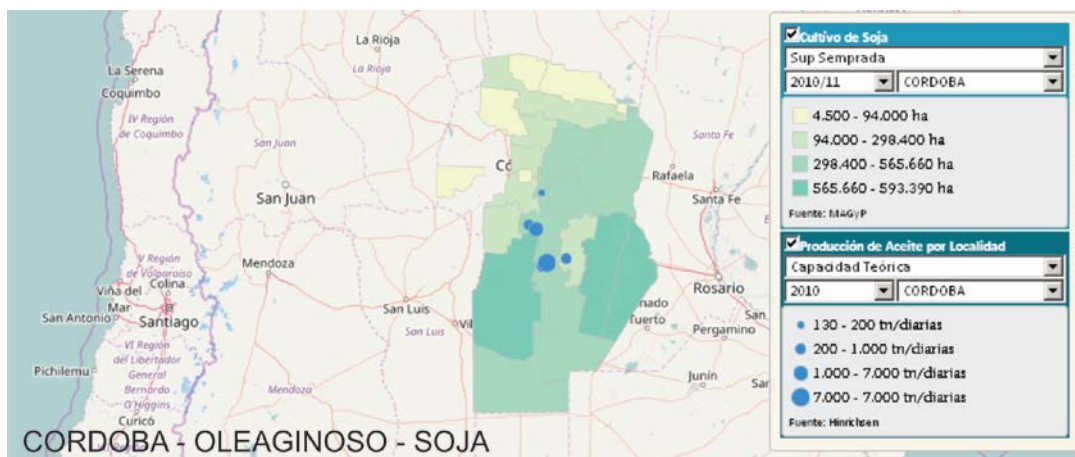 La Rioja
La Rioja
La Serena
Coquimbo
IV Región
de Coquimbo
San Juan
Santa Fe
Có
Rafaela
San Juan
Santa Fe
V Región
de Valparaíso
Mendoza
Viña del
Mar
Colina
San Luis
Vil
Rosario
San Antonio
Santiago
San Luis
nado
Tuerto
Pergamino
San
VI Región
del Libertador
General
Bernardo
O'Higgins
Pichilemu
Junín
Mendoza
Curicó
CORDOBA - OLEAGINOSO - SOJA
Cultivo de Soja
Sup Semprada
2010/11 CORDOBA
4.500 - 94.000 ha
94.000 - 298.400 ha
298.400 - 565.660 ha
565.660 - 593.390 ha
Fuente: MAGyP
Producción de Aceite por Localidad
Capacidad Teórica
2010 CORDOBA
130 - 200 tn/diarias
200 - 1.000 tn/diarias
1.000 - 7.000 tn/diarias
7.000 - 7.000 tn/diarias
Fuente: Hinrichsen